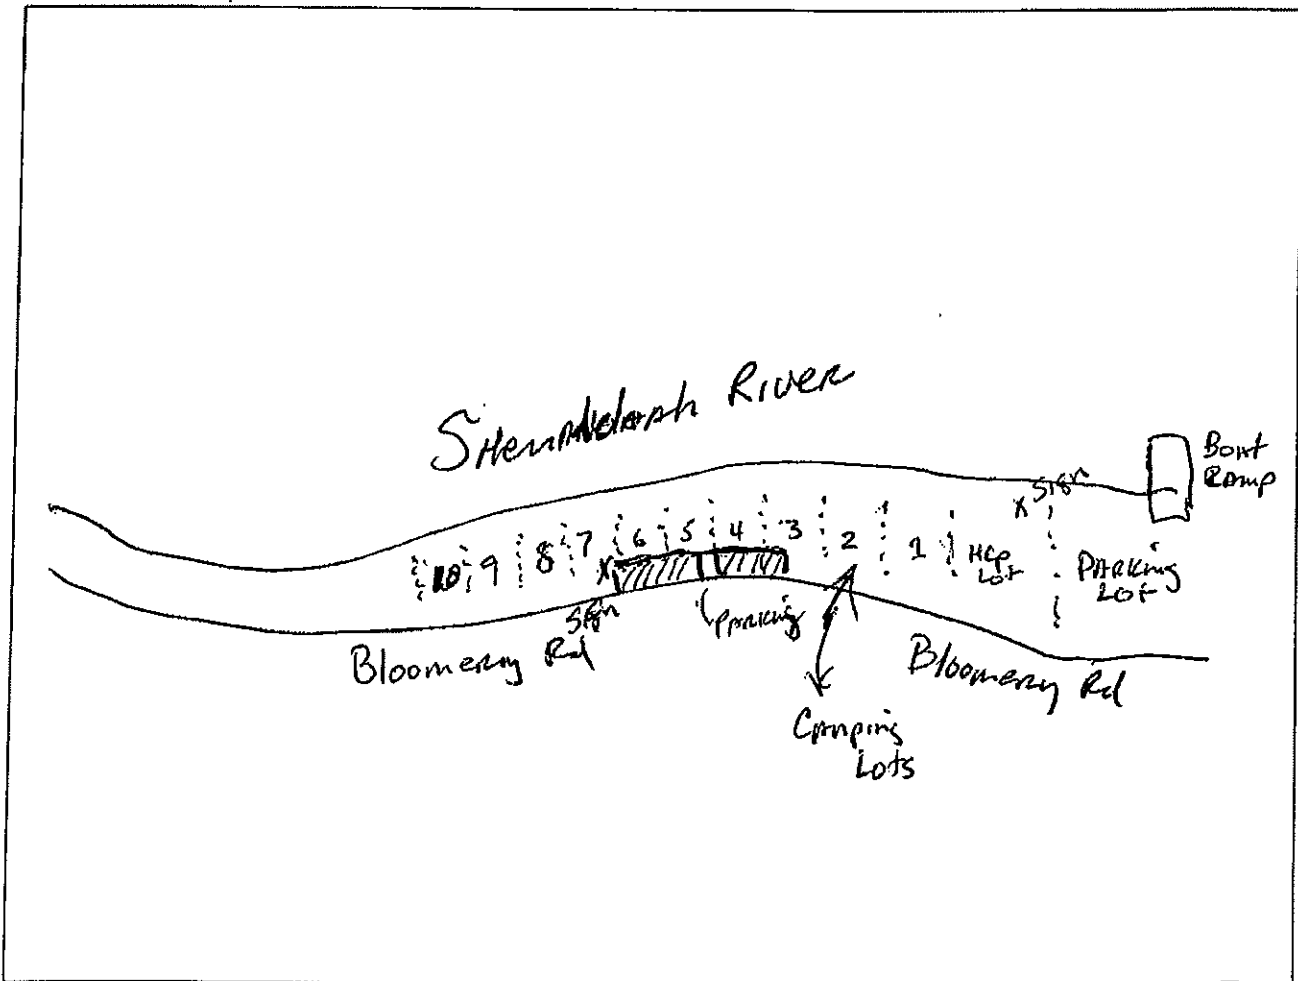 Shenandoah River
Boat
Ramp
X Sign
10 9 8 7 6 5 4 3 2 1 HCP
Lot
Parking
Lot
X
Sign
(Parking
Bloomery Rd
Bloomery Rd
Camping
Lots